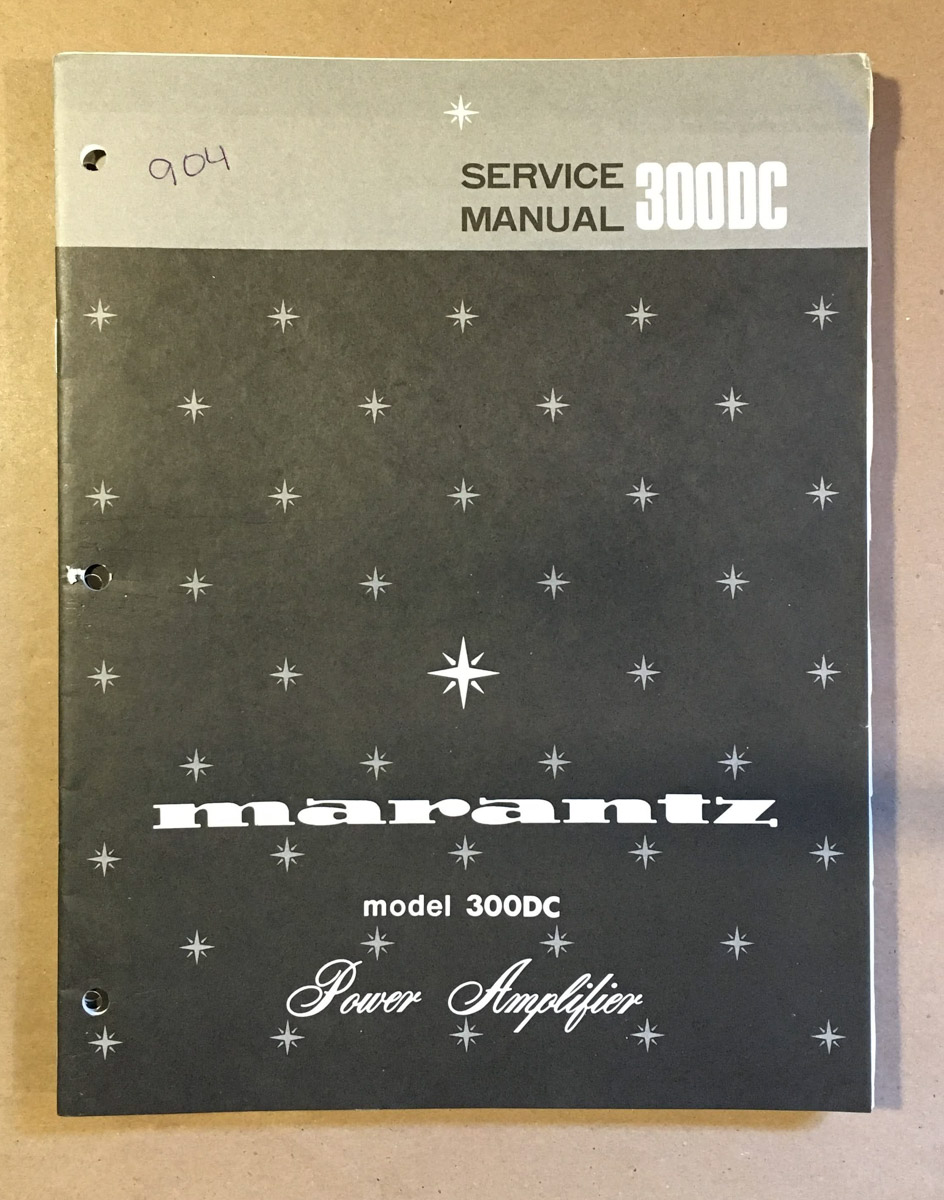 904
SERVICE
MANUAL 300DC
marantz
model 300DC
Power Amplifier